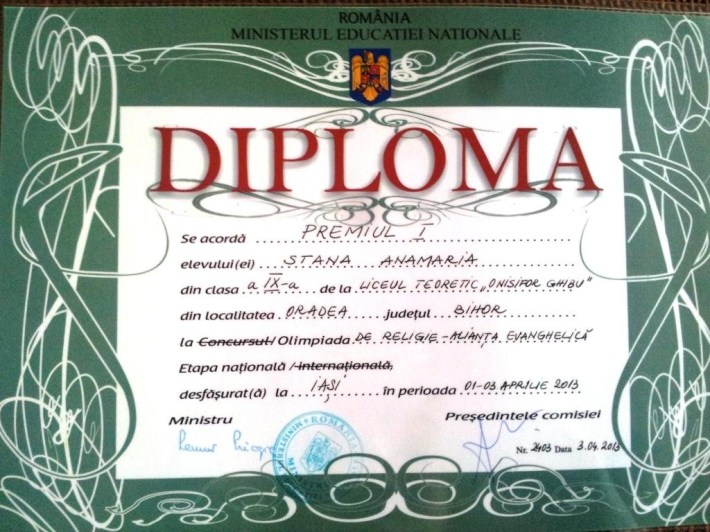 ROMÂNIA
MINISTERUL EDUCAȚIEI NAȚIONALE
DIPLOMA
Se acordă PREMIUL I
elevului(ei) STANA ANAMARIA
din clasa a IX-a de la LICEUL TEORETIC „ONISIFOR GHIBU"
din localitatea ORADEA județul BIHOR
la Concursul/Olimpiada DE RELIGIE - ALIANȚA EVANGHELICĂ
Etapa națională /internațională,
desfășurat(ă) la IAȘI în perioada 01-03 APRILIE 2013
Ministru Președintele comisiei
ROMÂNIA
Nr. 2403 Data 3.04.2013